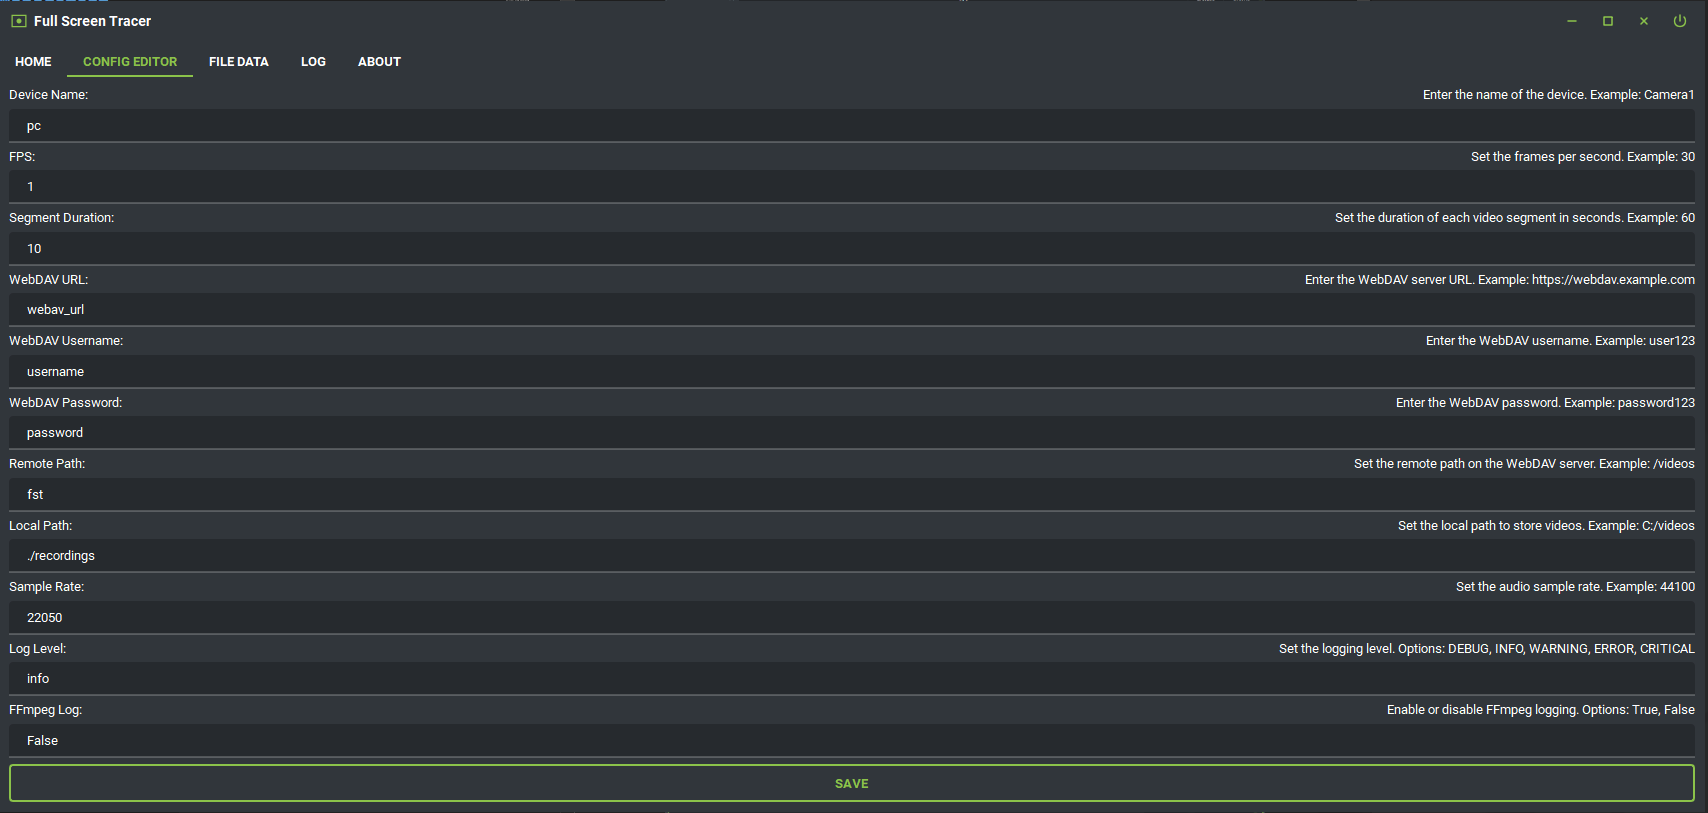 Full Screen Tracer
HOME CONFIG EDITOR FILE DATA LOG ABOUT
Device Name: Enter the name of the device. Example: Camera1
pc
FPS: Set the frames per second. Example: 30
1
Segment Duration: Set the duration of each video segment in seconds. Example: 60
10
WebDAV URL: Enter the WebDAV server URL. Example: https://webdav.example.com
webav_url
WebDAV Username: Enter the WebDAV username. Example: user123
username
WebDAV Password: Enter the WebDAV password. Example: password123
password
Remote Path: Set the remote path on the WebDAV server. Example: /videos
fst
Local Path: Set the local path to store videos. Example: C:/videos
./recordings
Sample Rate: Set the audio sample rate. Example: 44100
22050
Log Level: Set the logging level. Options: DEBUG, INFO, WARNING, ERROR, CRITICAL
info
FFmpeg Log: Enable or disable FFmpeg logging. Options: True, False
False
SAVE